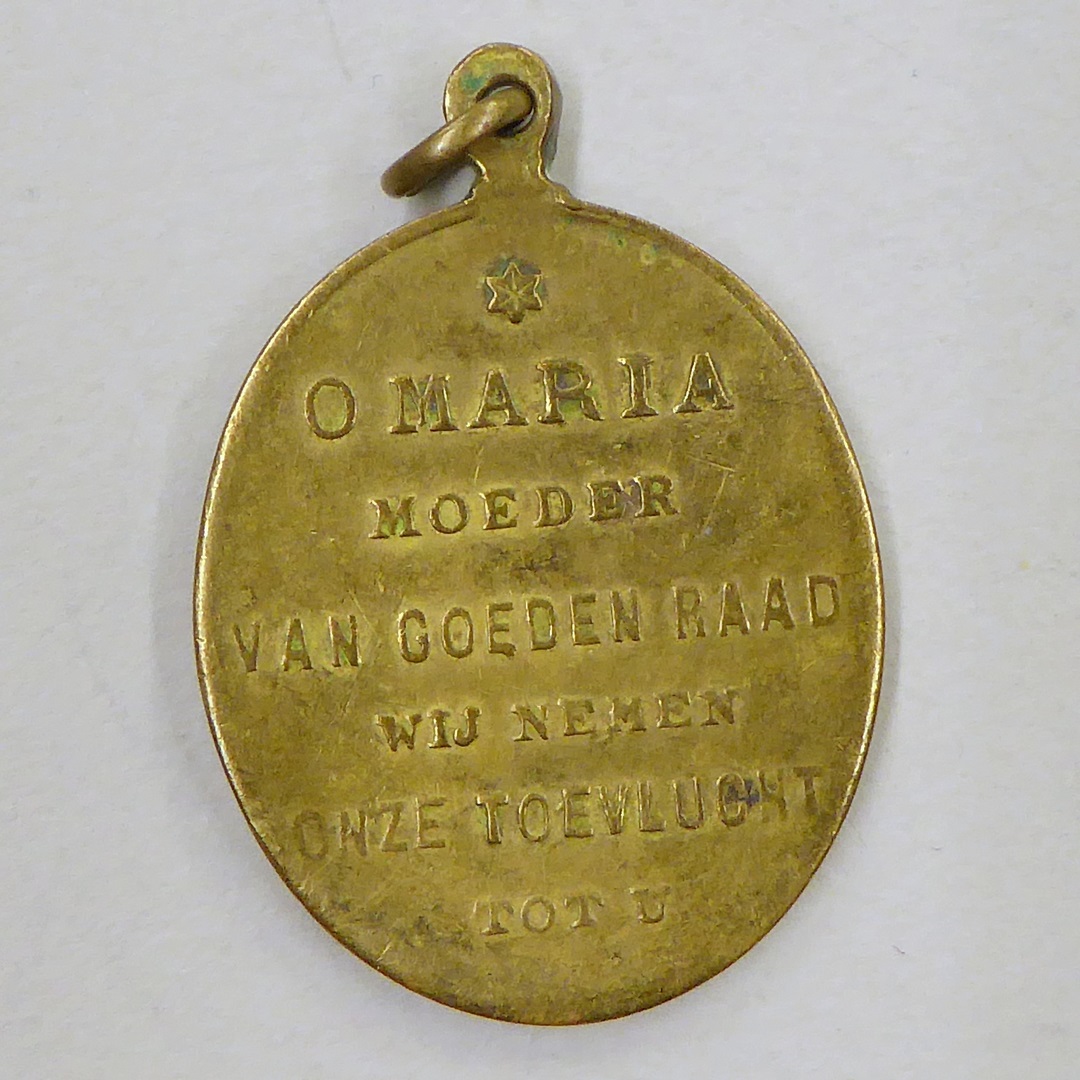 O MARIA
MOEDER
VAN GOEDEN RAAD
WIJ NEMEN
ONZE TOEVLUCHT
TOT U